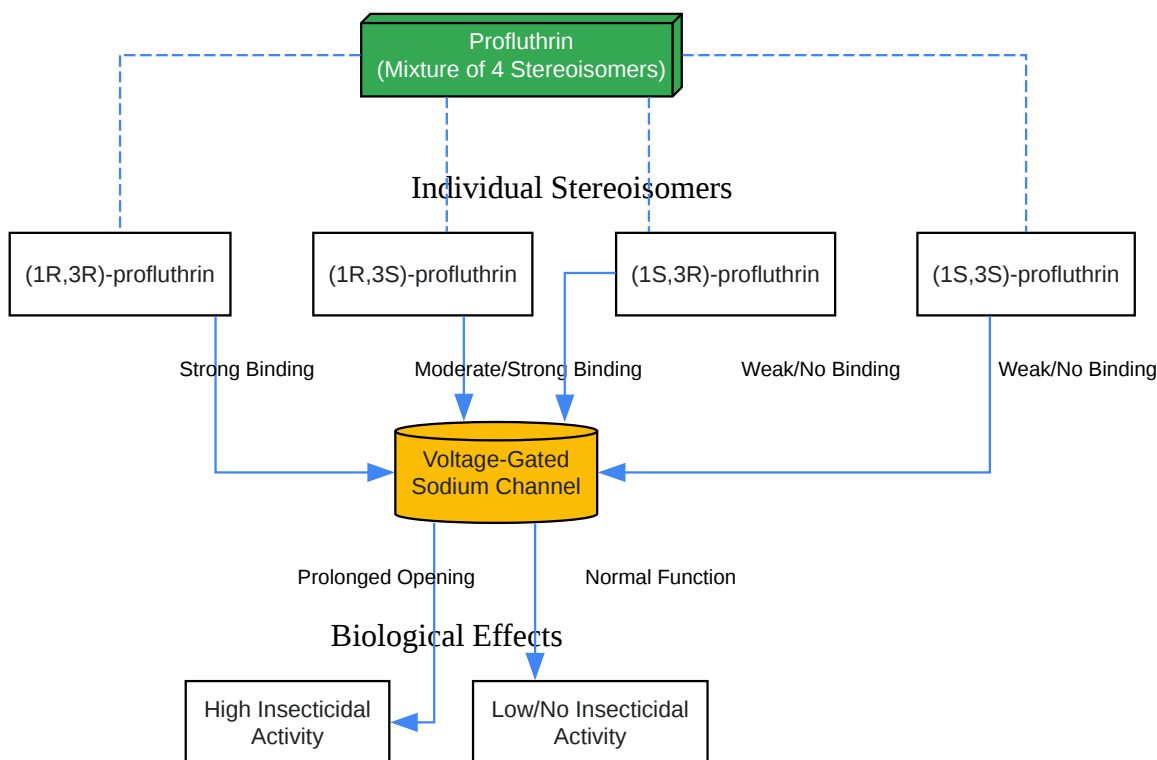 Profluthrin
(Mixture of 4 Stereoisomers)
Individual Stereoisomers
(1R,3R)-profluthrin
(1R,3S)-profluthrin
(1S,3R)-profluthrin
(1S,3S)-profluthrin
Strong Binding
Moderate/Strong Binding
Weak/No Binding
Weak/No Binding
Voltage-Gated
Sodium Channel
Prolonged Opening
Normal Function
Biological Effects
High Insecticidal
Activity
Low/No Insecticidal
Activity